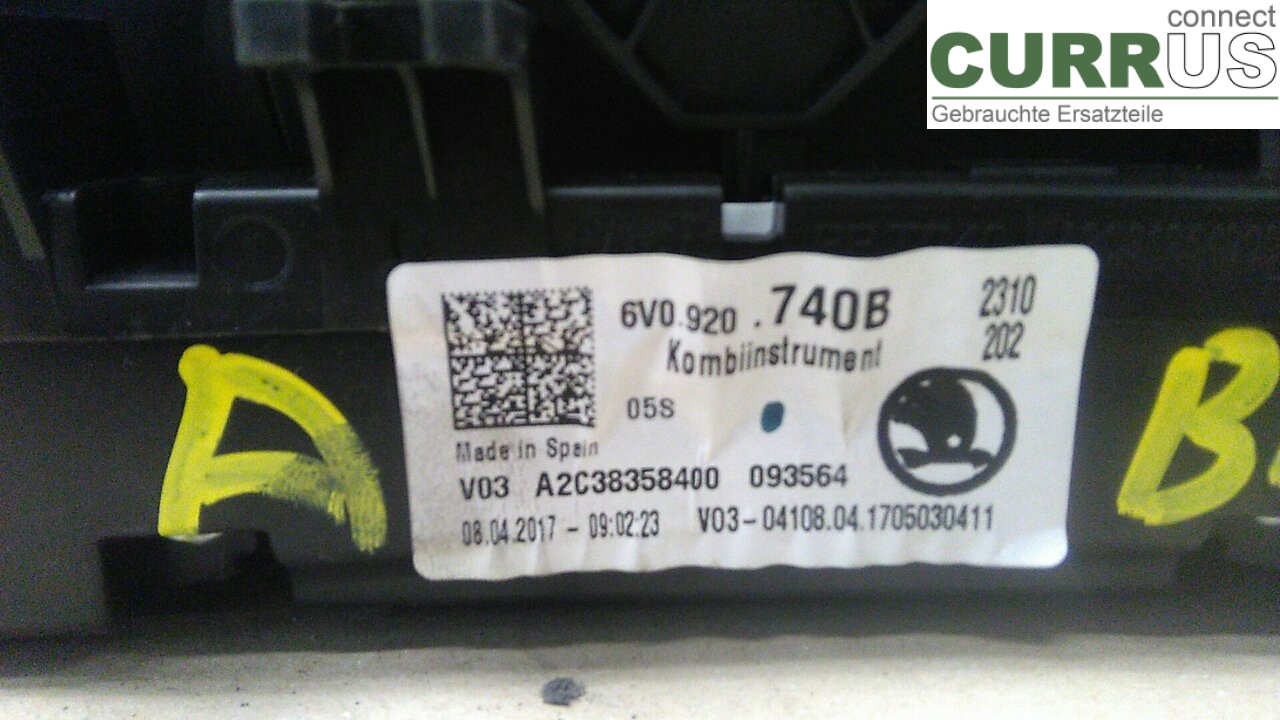 connect
CURRUS
Gebrauchte Ersatzteile
6V0.920 .740B 2310
Kombiinstrument 202
05S
Made in Spain
V03 A2C38358400 093564
08.04.2017 - 09:02:23 V03-04108.04.1705030411
A
B